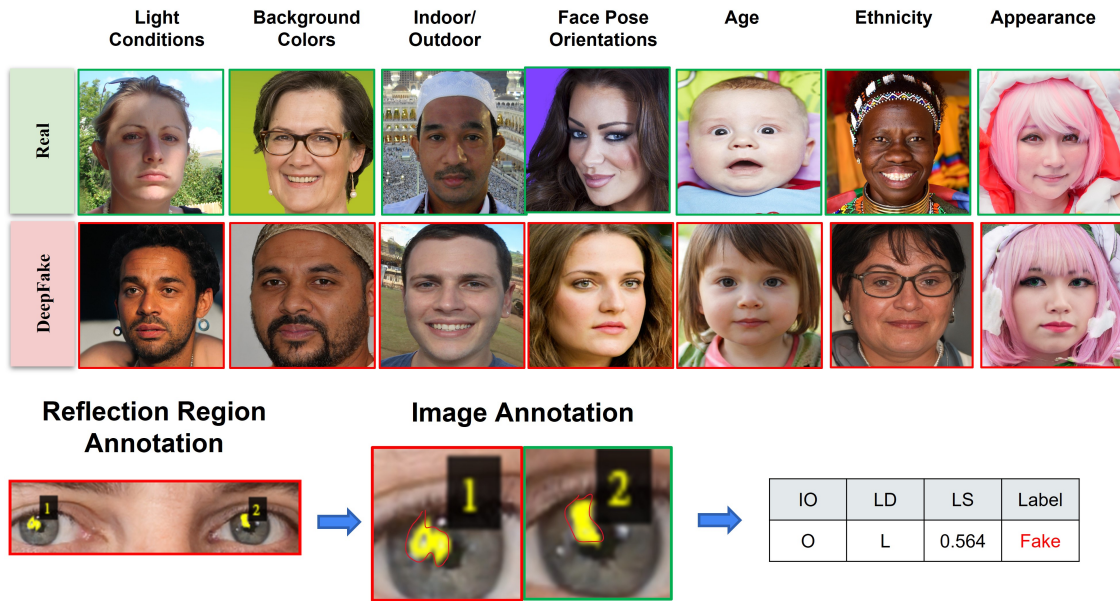 Light
Conditions
Background
Colors
Indoor/
Outdoor
Face Pose
Orientations
Age
Ethnicity
Appearance
Real
DeepFake
Reflection Region
Annotation
Image Annotation
1
2
1
2
IO LD LS Label
O L 0.564 Fake